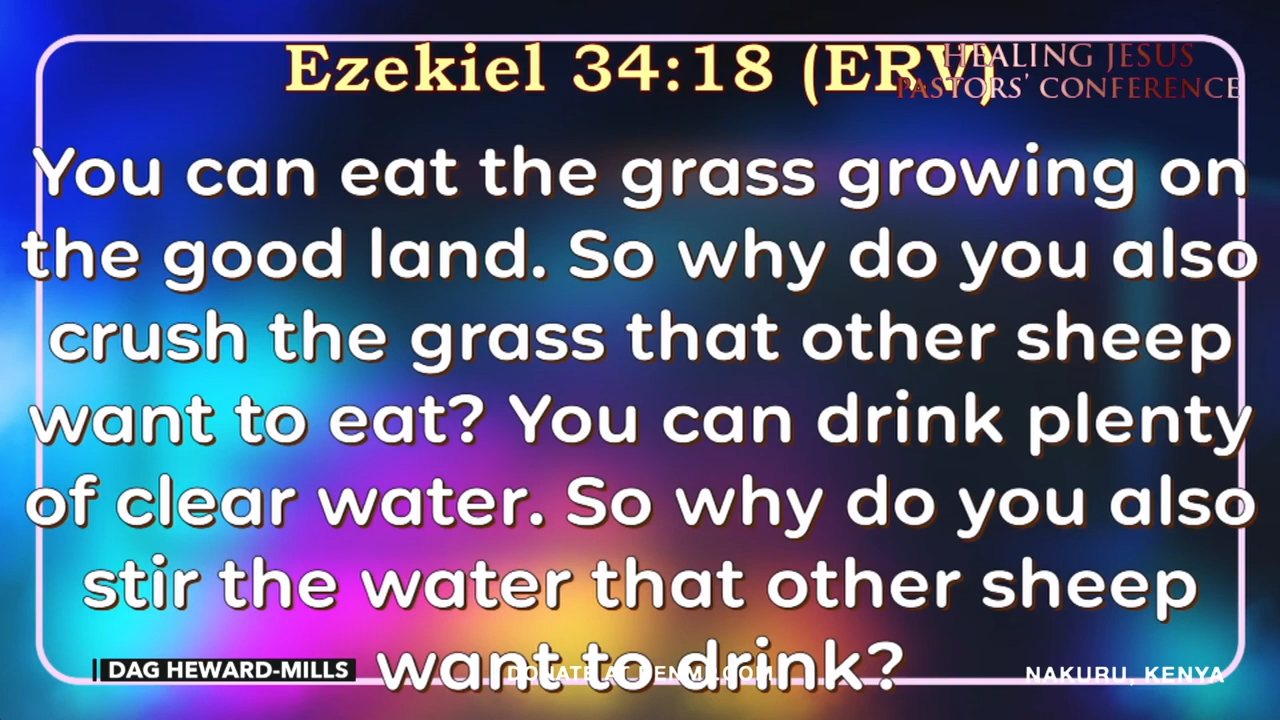 Ezekiel 34:18 (ERV)
HEALING JESUS
PASTORS' CONFERENCE
You can eat the grass growing on
the good land. So why do you also
crush the grass that other sheep
want to eat? You can drink plenty
of clear water. So why do you also
stir the water that other sheep
want to drink?
DAG HEWARD-MILLS
DONATE AT
NAKURU, KENYA